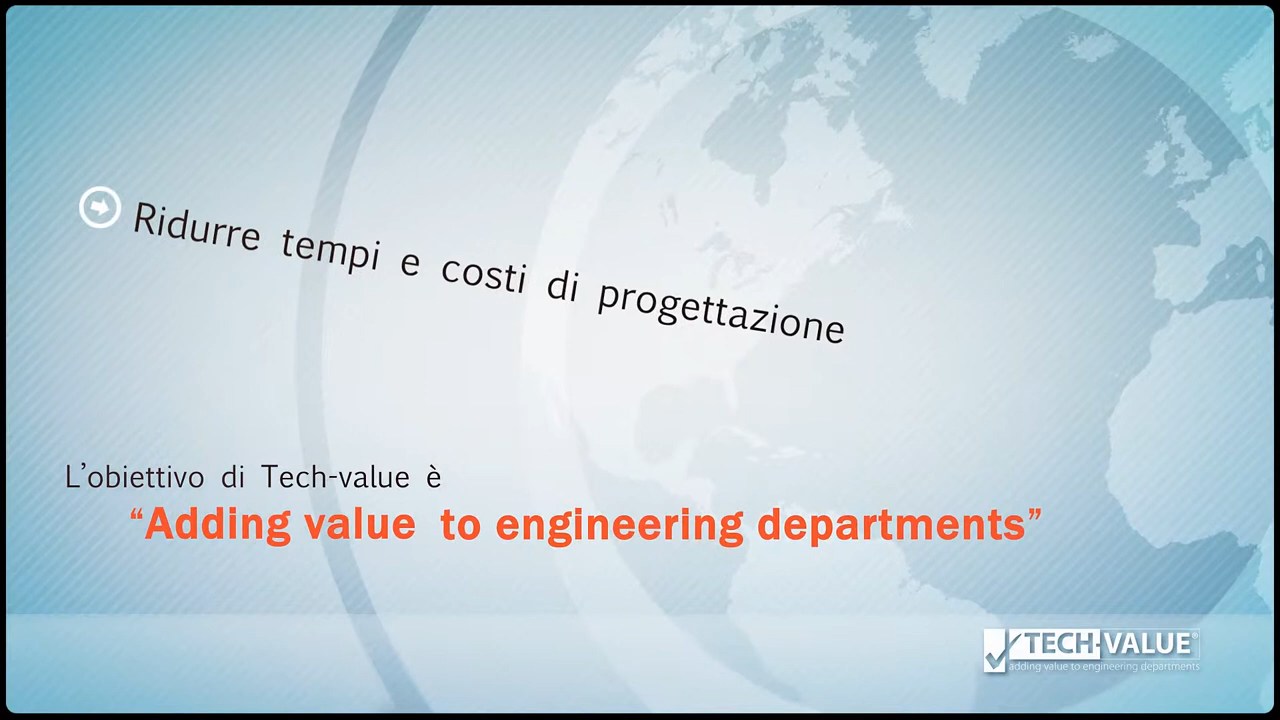 Ridurre tempi e costi di progettazione
L’obiettivo di Tech-value è
“Adding value to engineering departments”
TECH-VALUE®
adding value to engineering departments